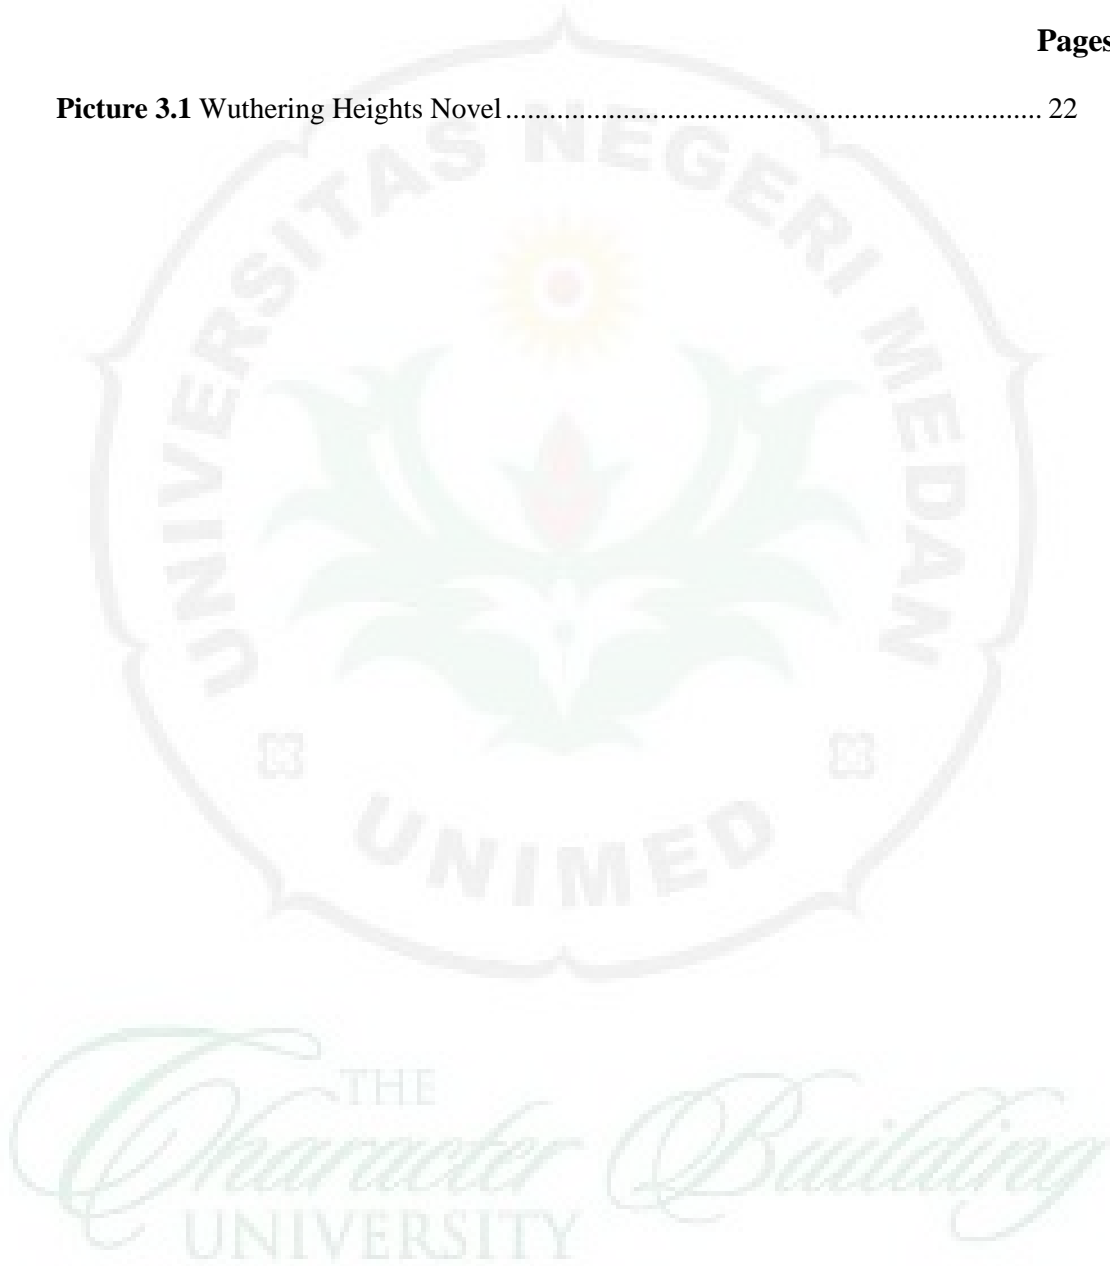 Pages
Picture 3.1 Wuthering Heights Novel........................................................................ 22
UNIVERSITAS NEGERI MEDAN
UNIMED
THE
Character Building
UNIVERSITY